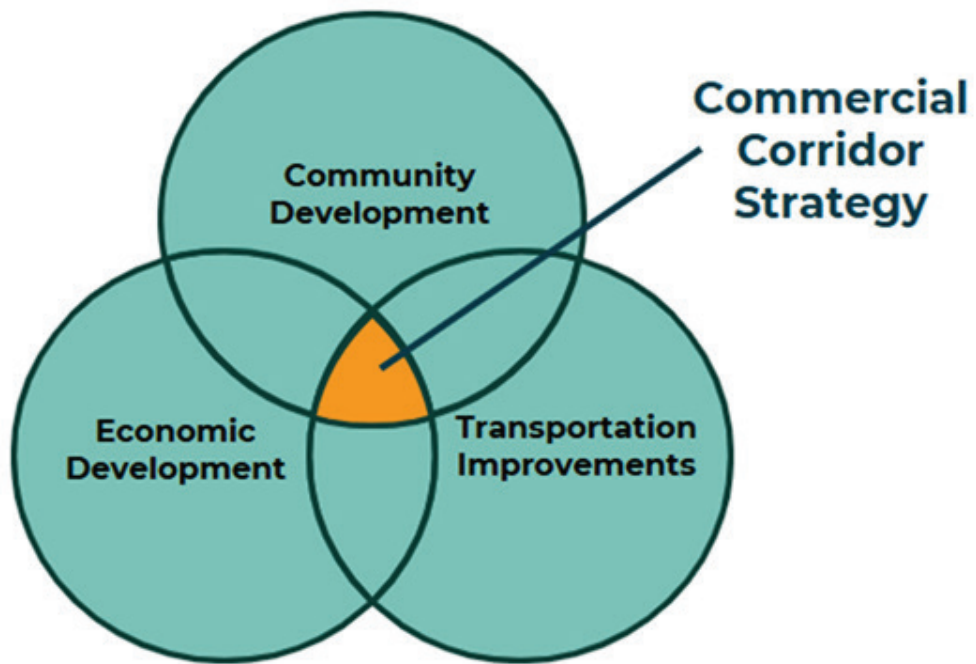 Commercial
Corridor
Strategy
Community
Development
Economic
Development
Transportation
Improvements